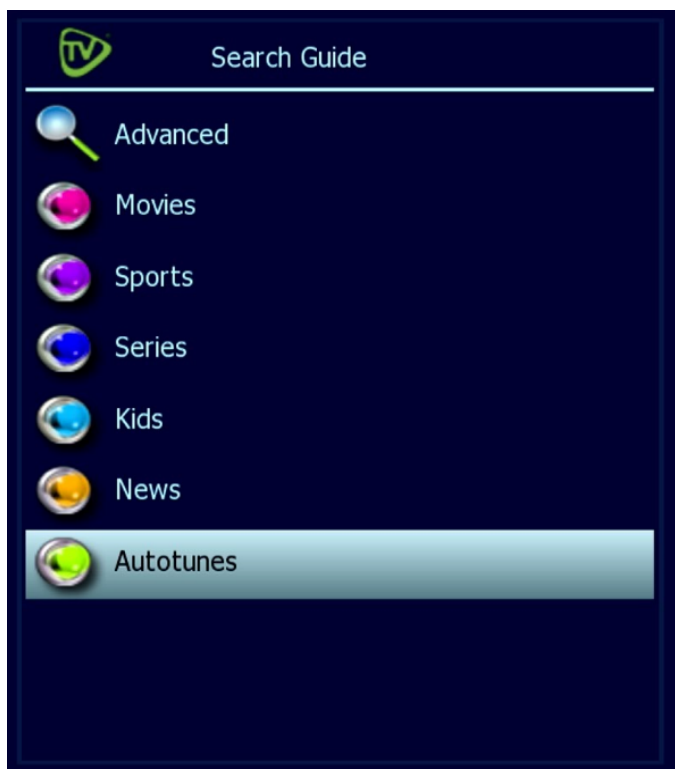 TV
Search Guide
Advanced
Movies
Sports
Series
Kids
News
Autotunes